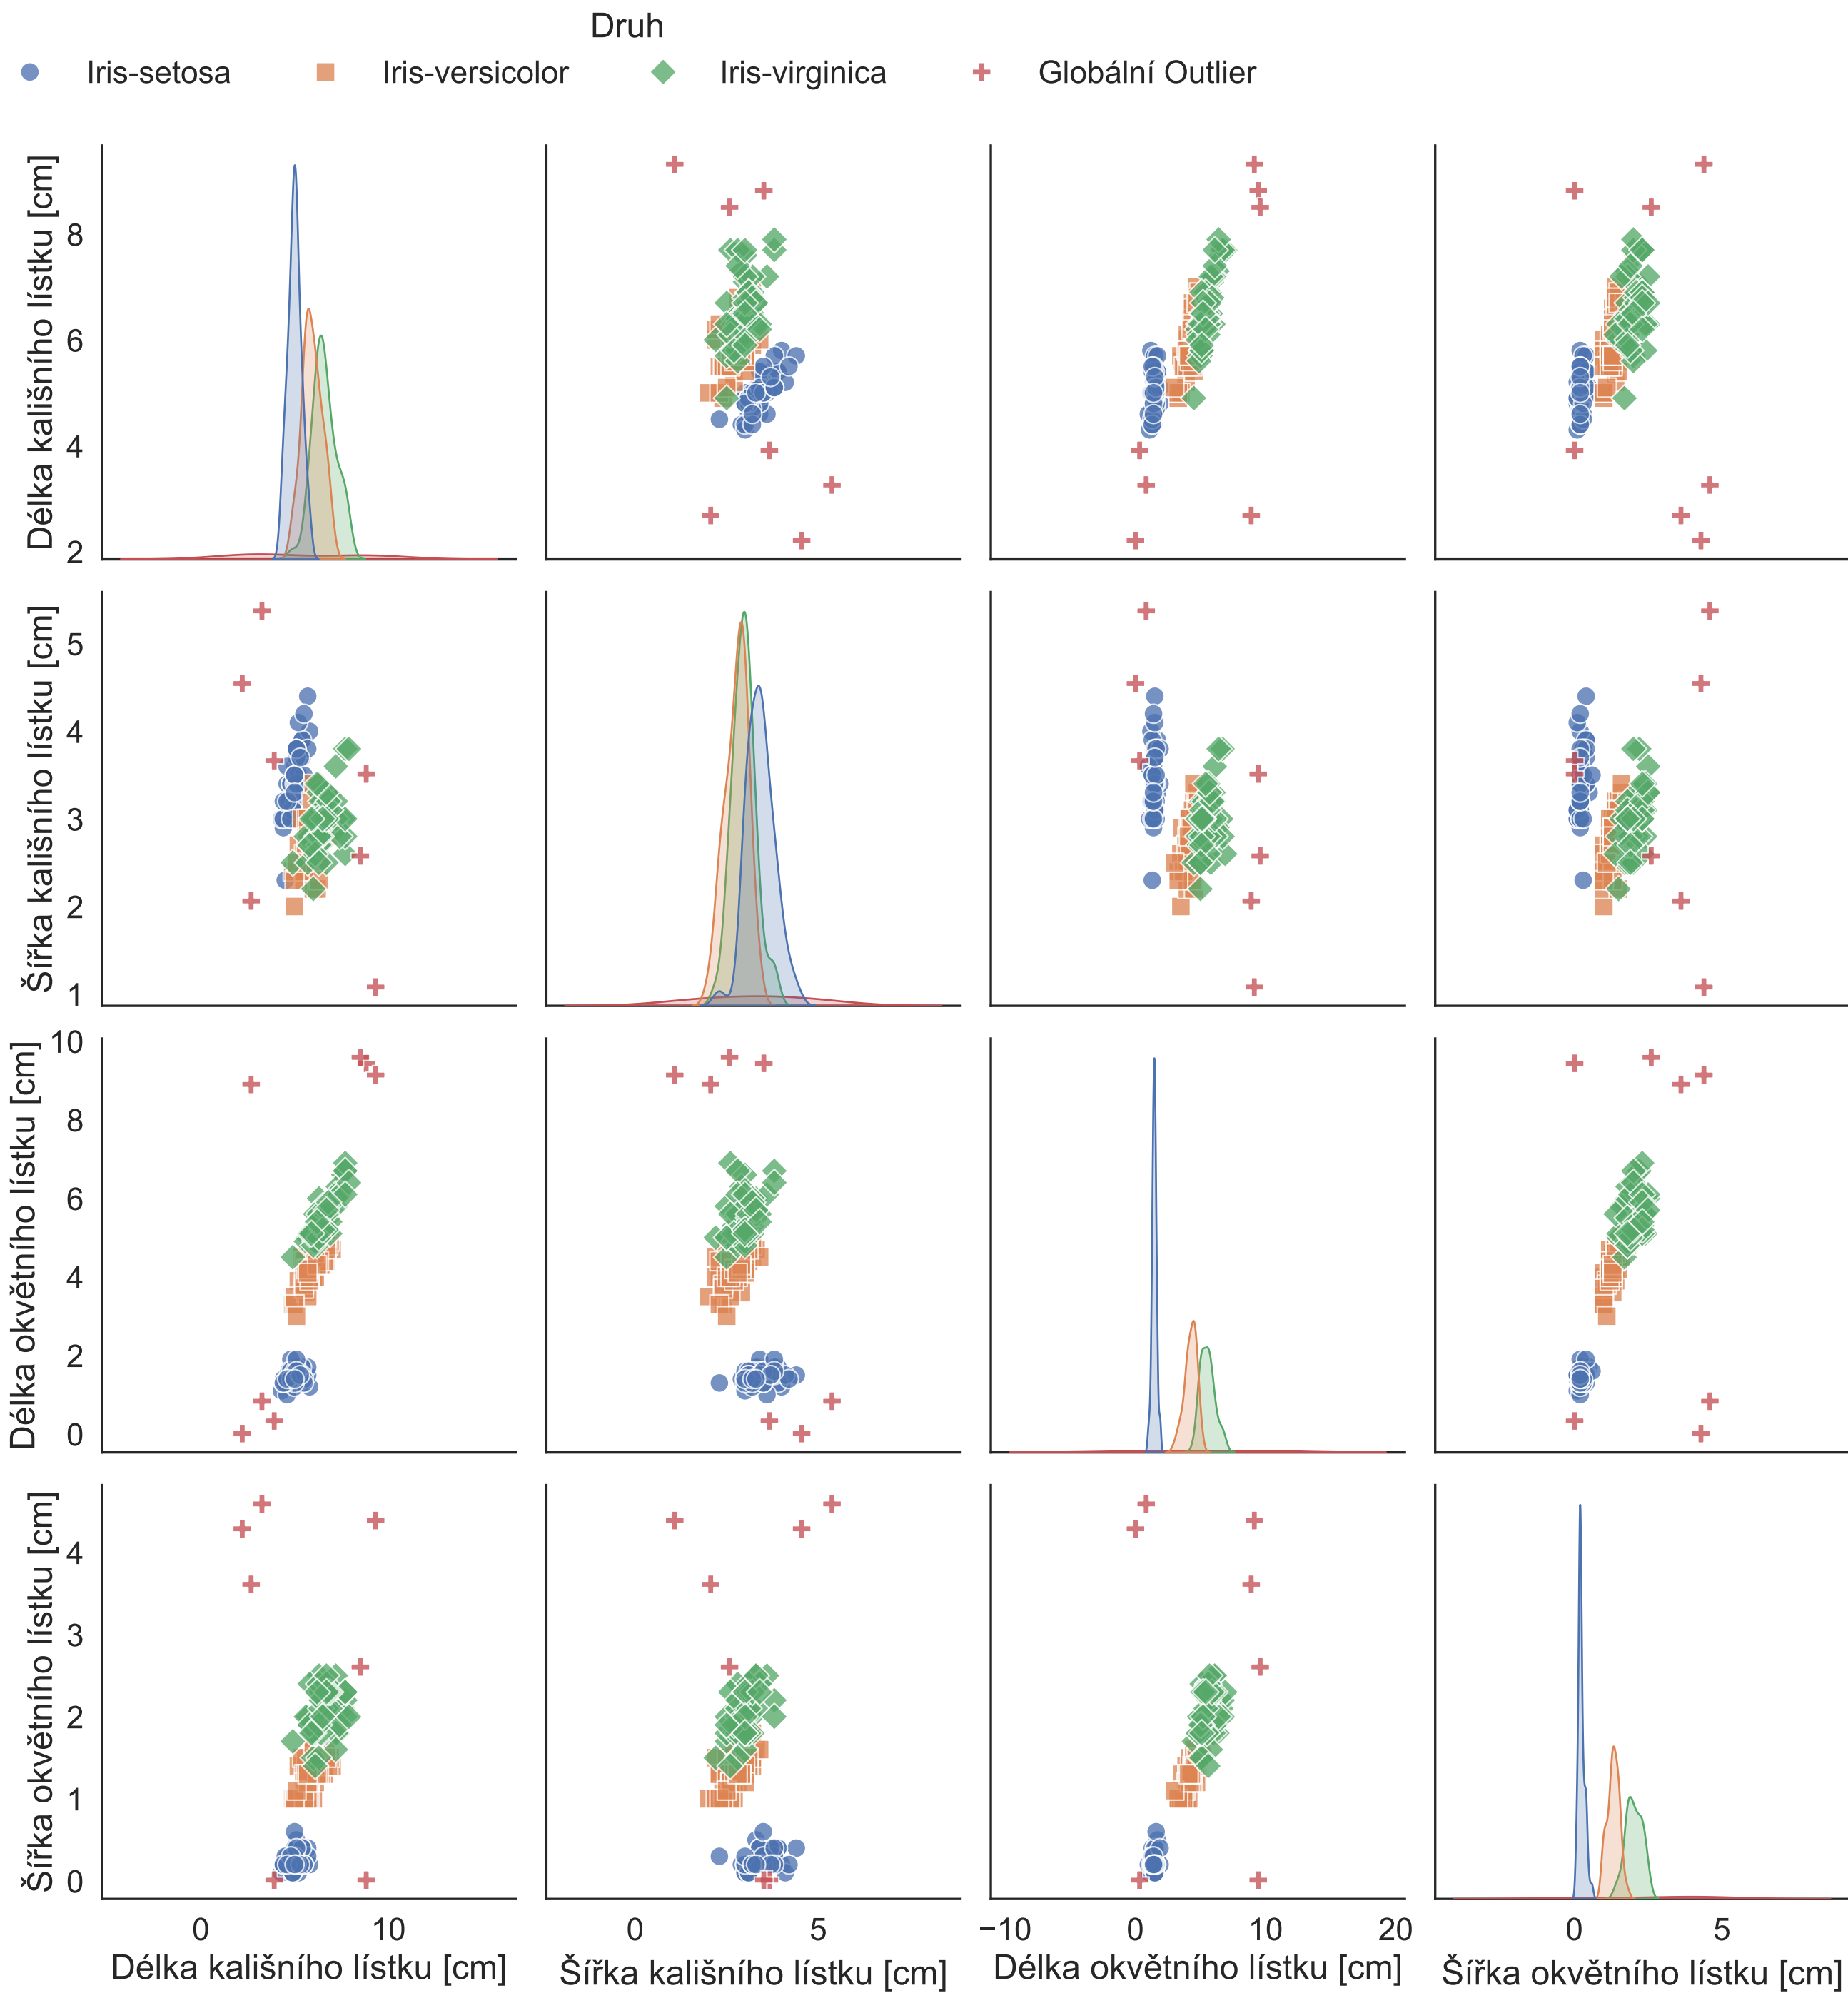 Druh
Iris-setosa Iris-versicolor Iris-virginica Globální Outlier
Délka kališního lístku [cm]
8
6
4
2
Šířka kališního lístku [cm]
5
4
3
2
1
Délka okvětního lístku [cm]
10
8
6
4
2
0
Šířka okvětního lístku [cm]
4
3
2
1
0
0 10 0 5 −10 0 10 20 0 5
Délka kališního lístku [cm] Šířka kališního lístku [cm] Délka okvětního lístku [cm] Šířka okvětního lístku [cm]